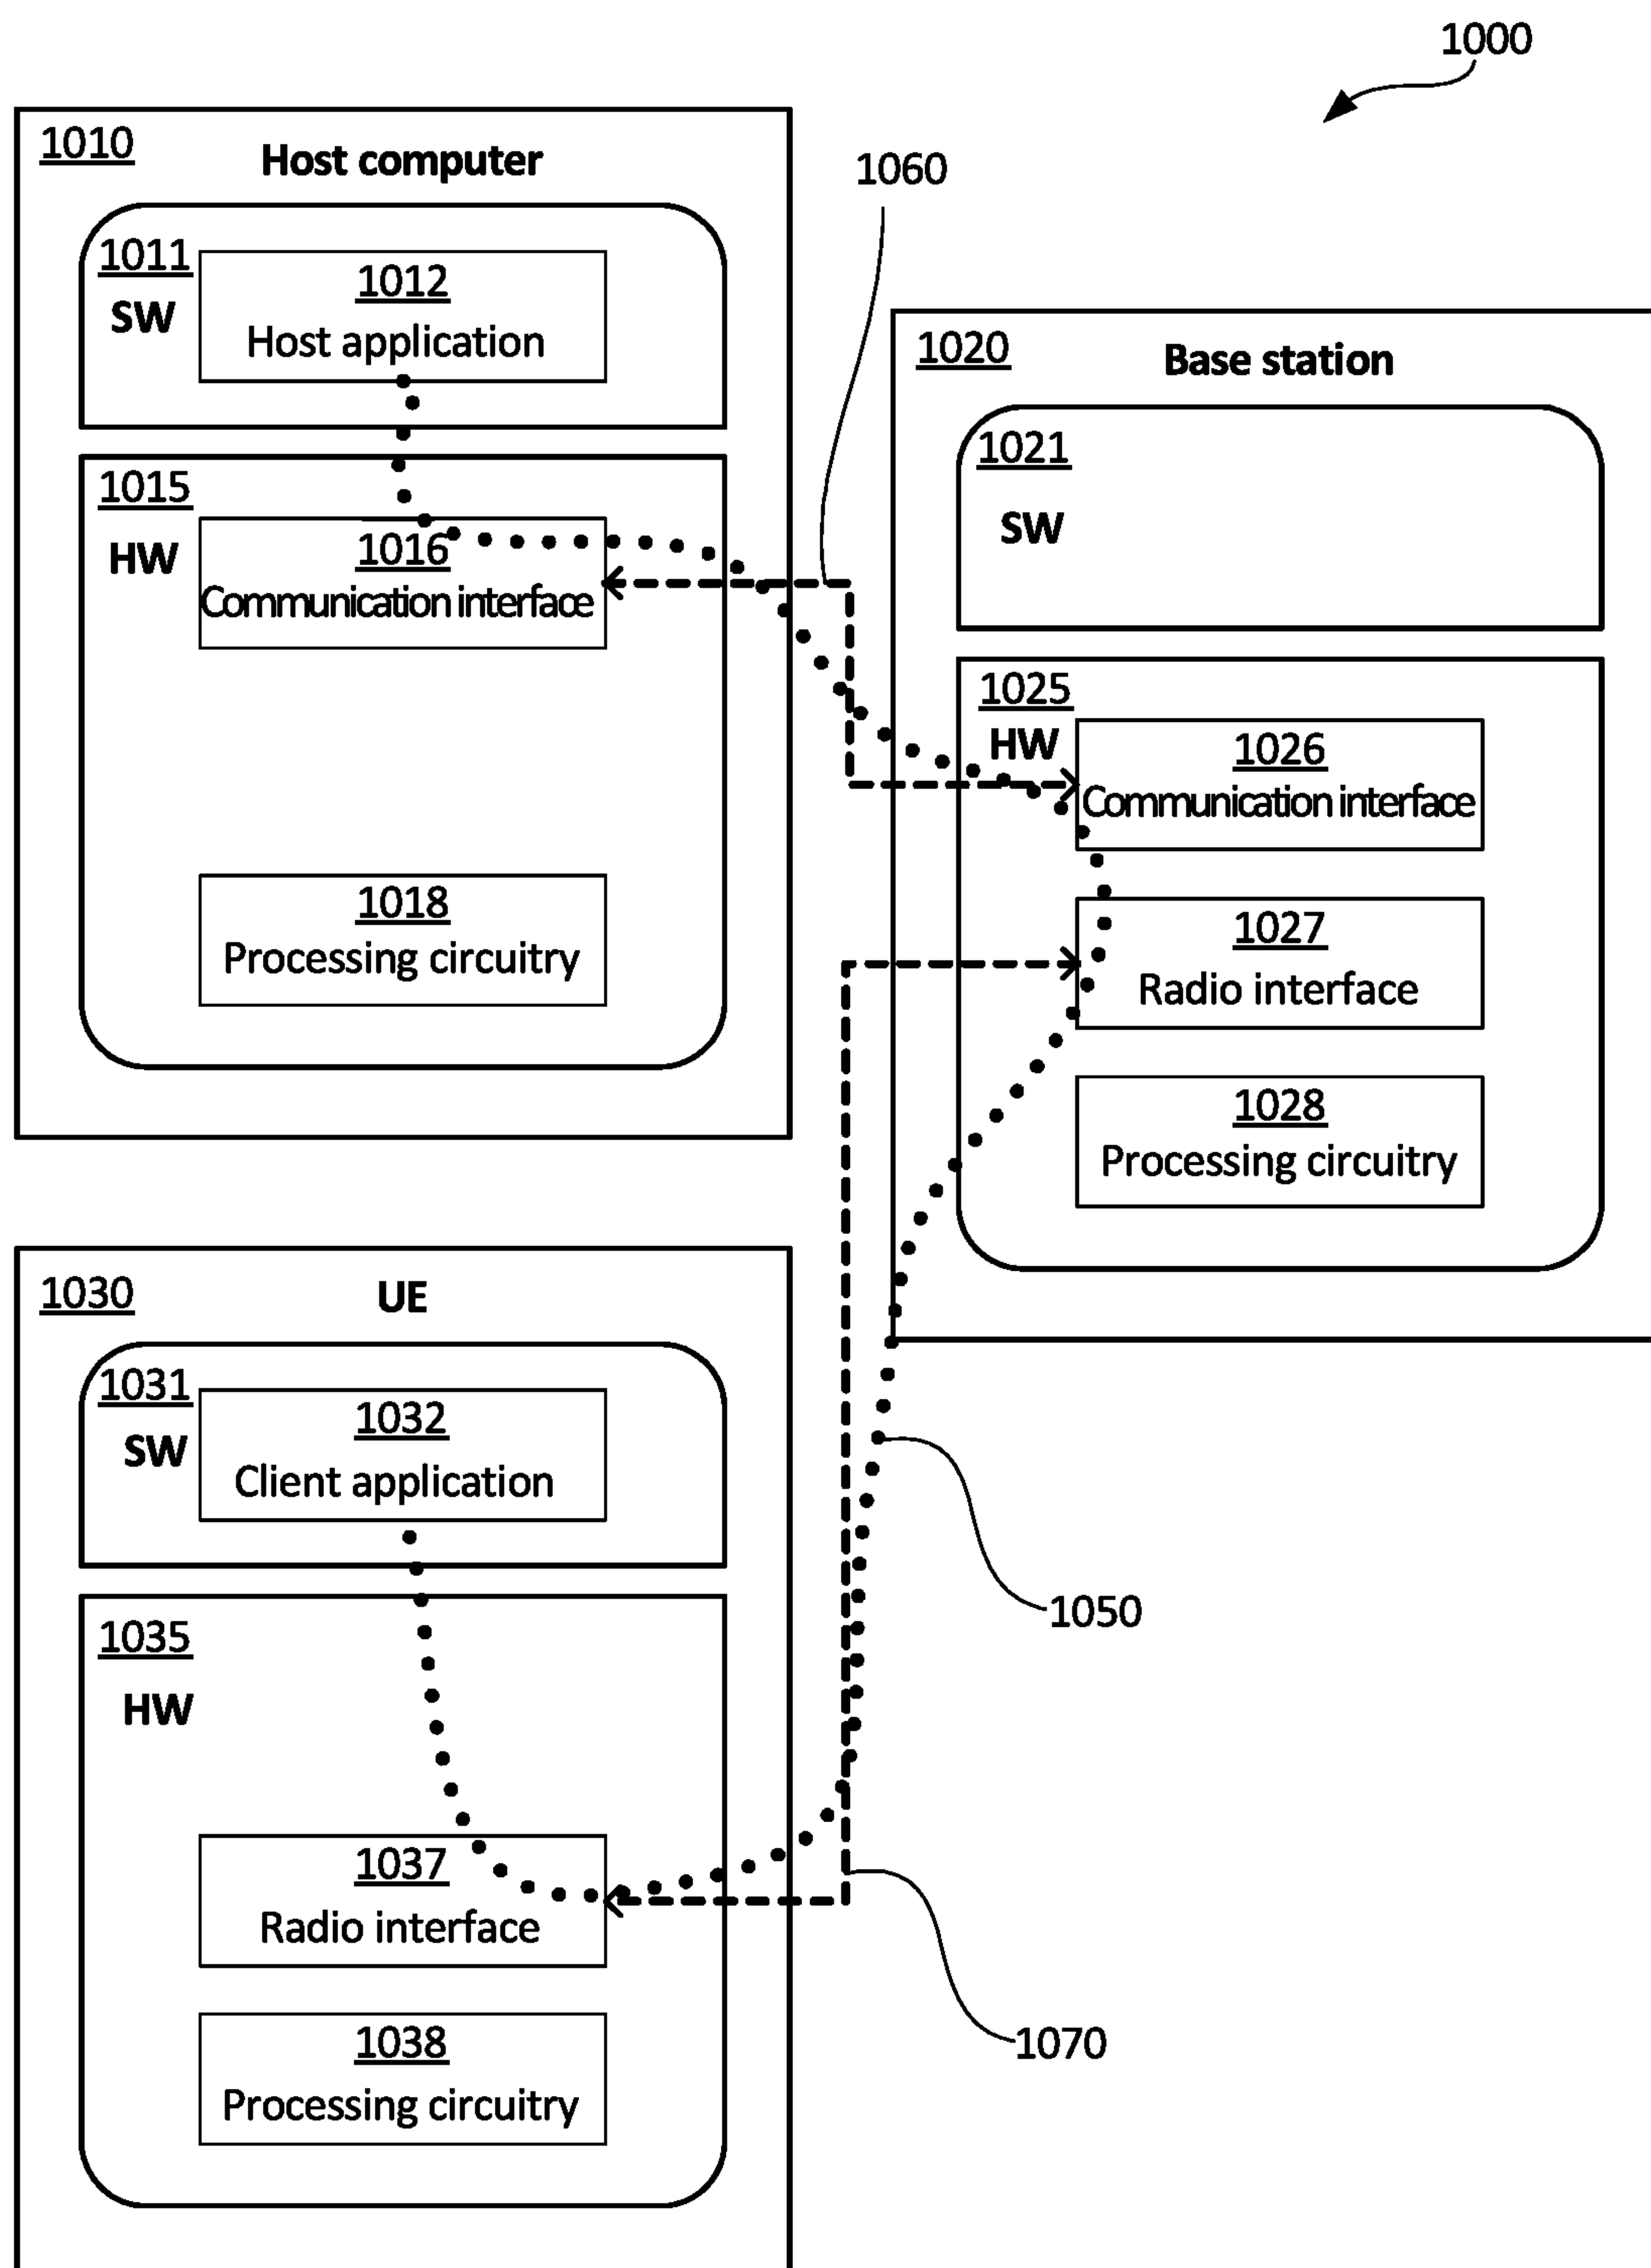 1000
1010
Host computer
1060
1011
SW
1012
Host application
1015
HW
1016
Communication interface
1018
Processing circuitry
1020
Base station
1021
SW
1025
HW
1026
Communication interface
1027
Radio interface
1028
Processing circuitry
1030
UE
1031
SW
1032
Client application
1050
1035
HW
1037
Radio interface
1038
Processing circuitry
1070